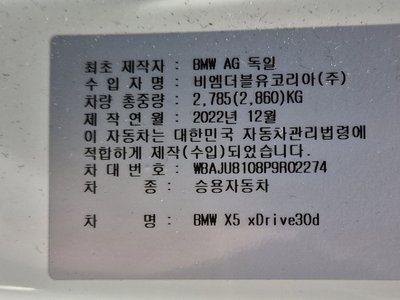 최초 제작자 : BMW AG 독일
수 입 자 명 : 비엠더블유코리아(주)
차량 총중량 : 2,785(2,860)KG
제 작 연 월 : 2022년 12월
이 자동차는 대한민국 자동차관리법령에
적합하게 제작(수입)되었습니다.
차 대 번 호 : WBAJU8108P9R02274
차 종 : 승용자동차
차 명 : BMW X5 xDrive30d